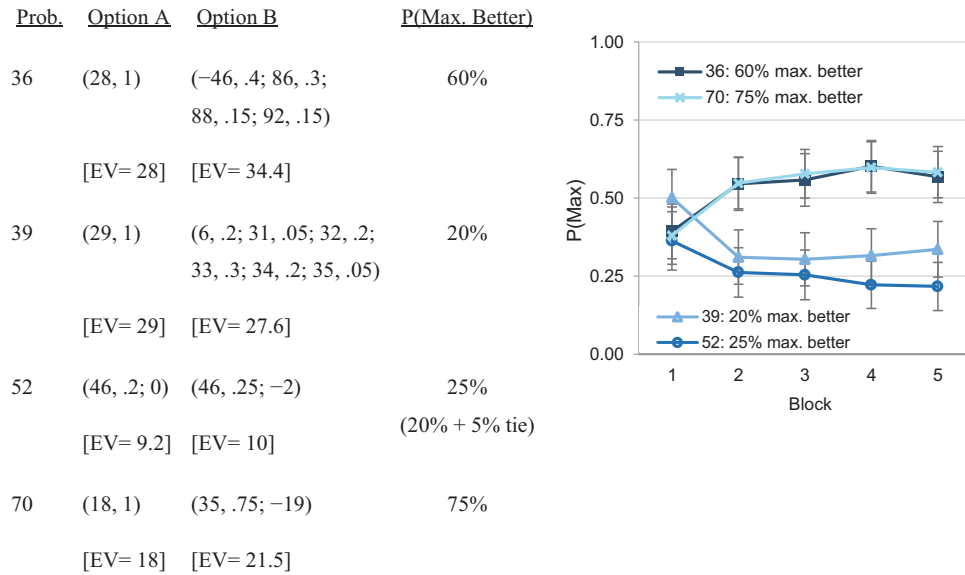 Prob. Option A Option B P(Max. Better)
36 (28, 1) (−46, .4; 86, .3; 60%
88, .15; 92, .15)
[EV= 28] [EV= 34.4]
39 (29, 1) (6, .2; 31, .05; 32, .2; 20%
33, .3; 34, .2; 35, .05)
[EV= 29] [EV= 27.6]
52 (46, .2; 0) (46, .25; −2) 25%
(20% + 5% tie)
[EV= 9.2] [EV= 10]
70 (18, 1) (35, .75; −19) 75%
[EV= 18] [EV= 21.5]
P(Max)
1.00
0.75
0.50
0.25
0.00
36: 60% max. better
70: 75% max. better
39: 20% max. better
52: 25% max. better
1 2 3 4 5
Block